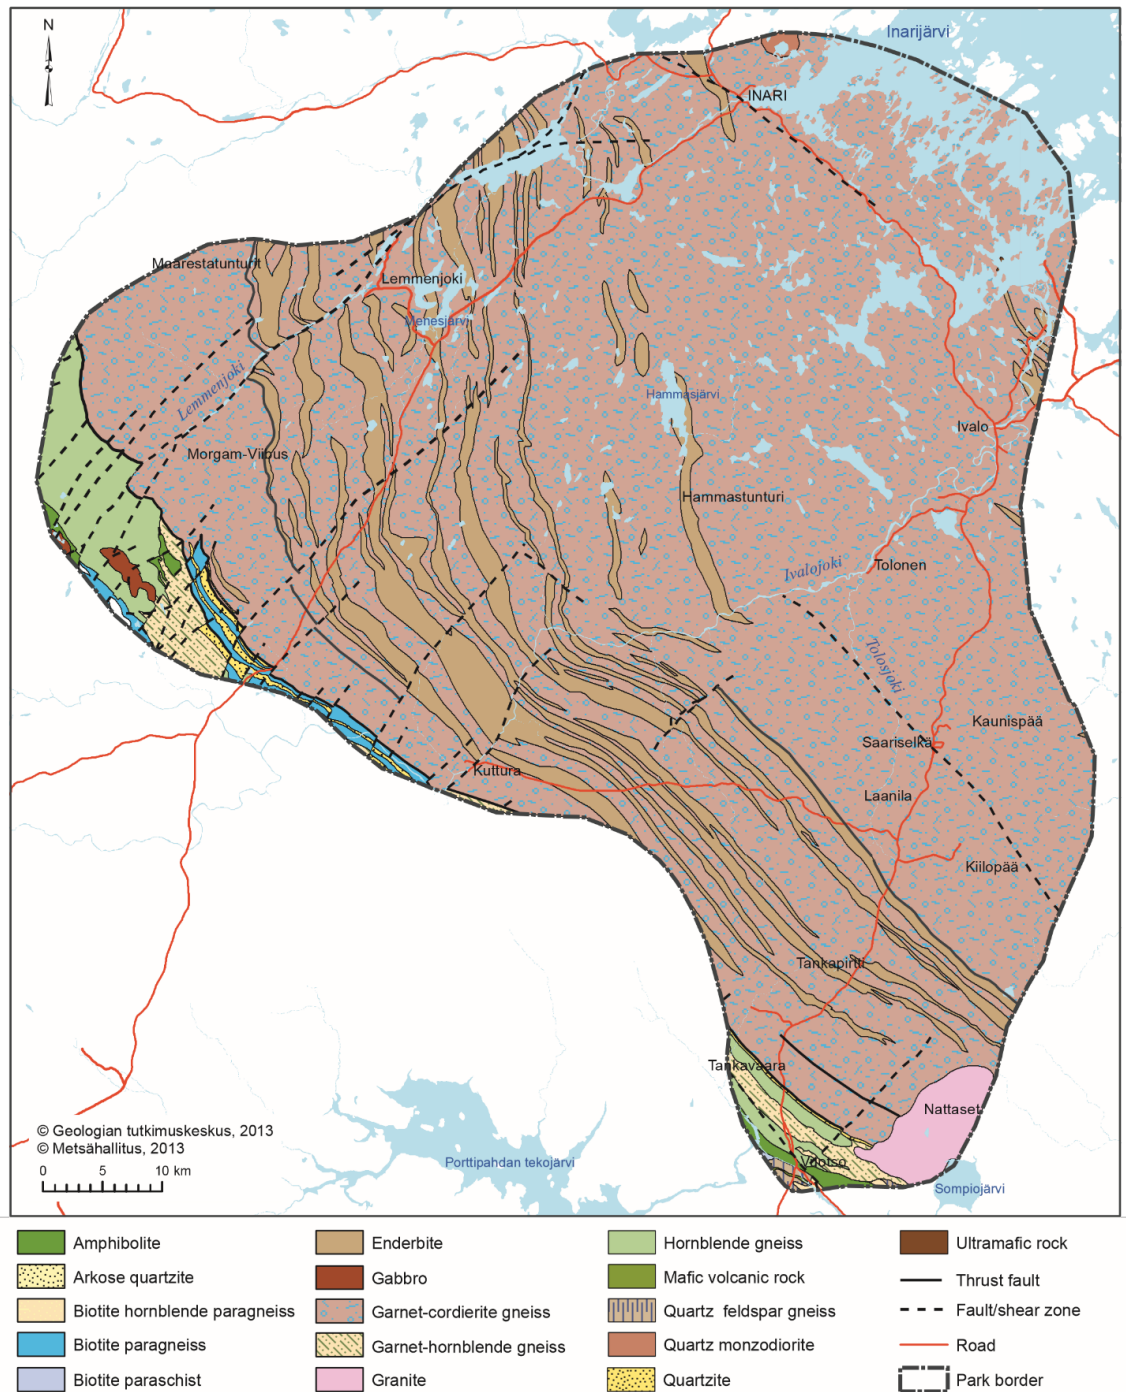 N
Inarijärvi
INARI
Maarestatunturit
Lemmenjoki
Menesjärvi
Lemmenjoki
Hammasjärvi
Ivalo
Morgam-Viibus
Hammastunturi
Ivalojoki
Tolonen
Tolosjoki
Kaunispää
Saariselkä
Kuttura
Laanila
Kiilopää
Tankapirtti
Tankavaara
Nattaset
© Geologian tutkimuskeskus, 2013
© Metsähallitus, 2013
0 5 10 km
Porttipahdan tekojärvi
Vuotso
Sompiojärvi
Amphibolite
Arkose quartzite
Biotite hornblende paragneiss
Biotite paragneiss
Biotite paraschist
Enderbite
Gabbro
Garnet-cordierite gneiss
Garnet-hornblende gneiss
Granite
Hornblende gneiss
Mafic volcanic rock
Quartz feldspar gneiss
Quartz monzodiorite
Quartzite
Ultramafic rock
Thrust fault
Fault/shear zone
Road
Park border